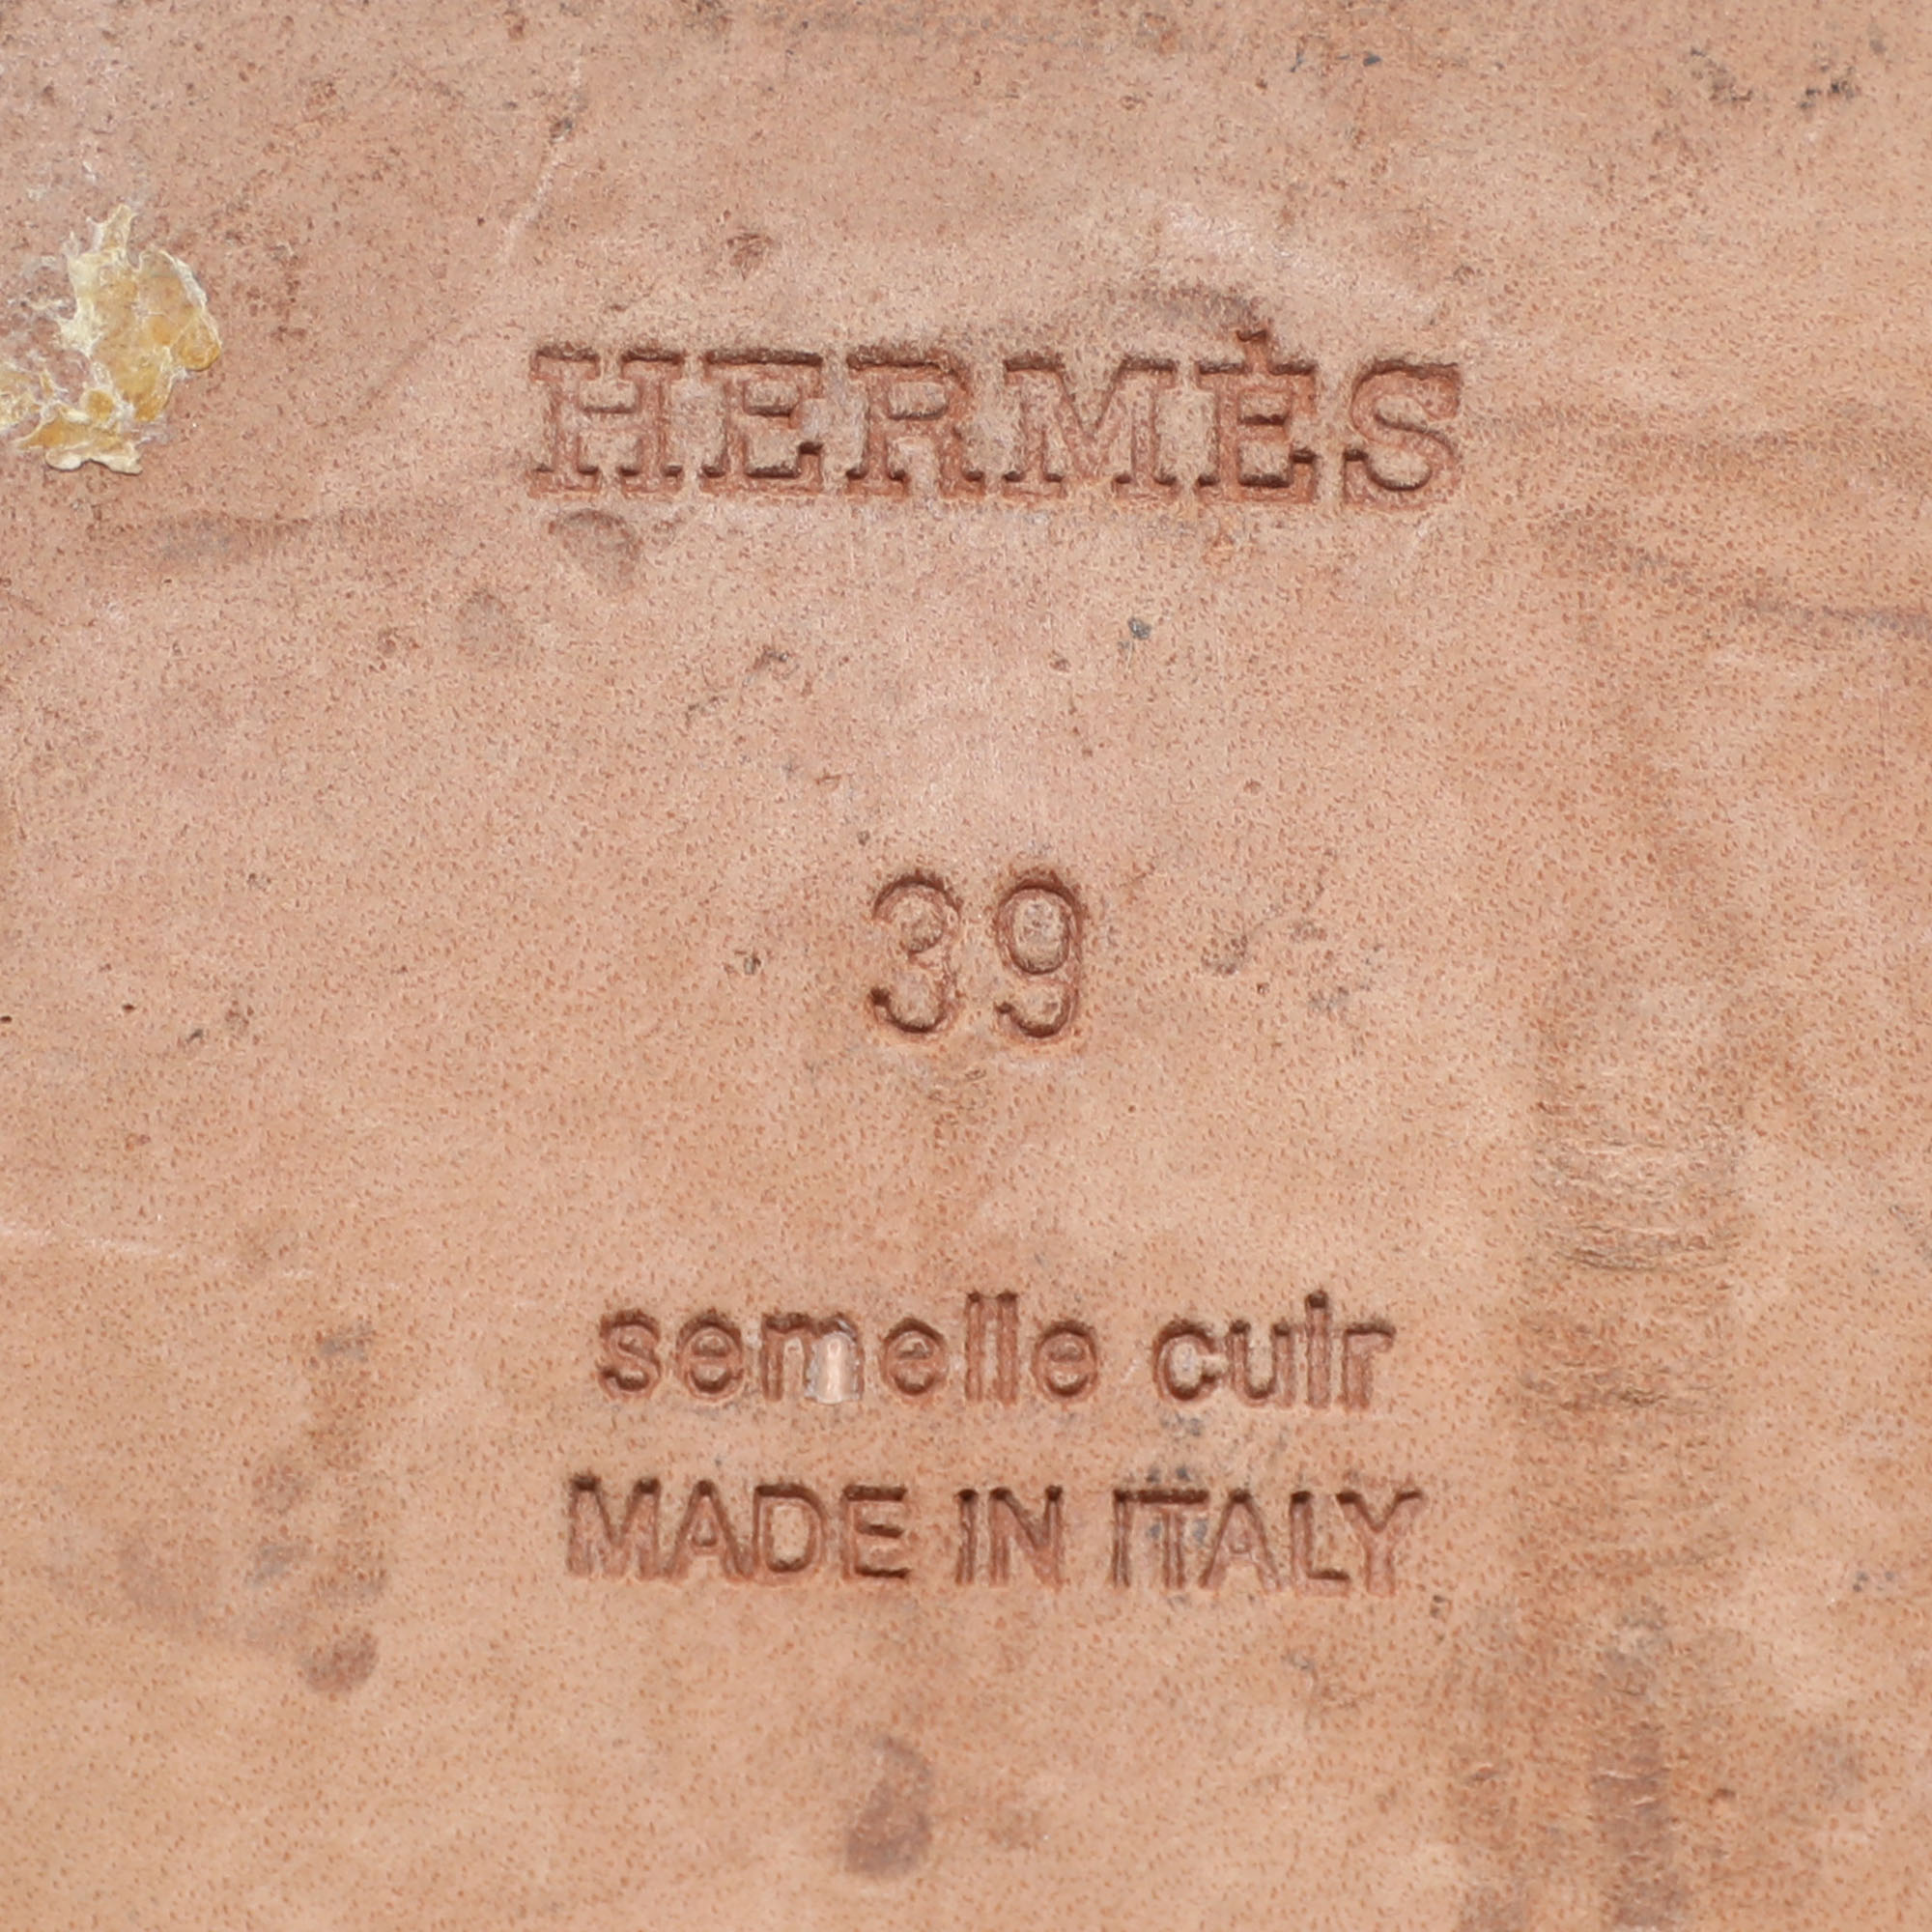 HERMÈS
39
semelle cuir
MADE IN ITALY